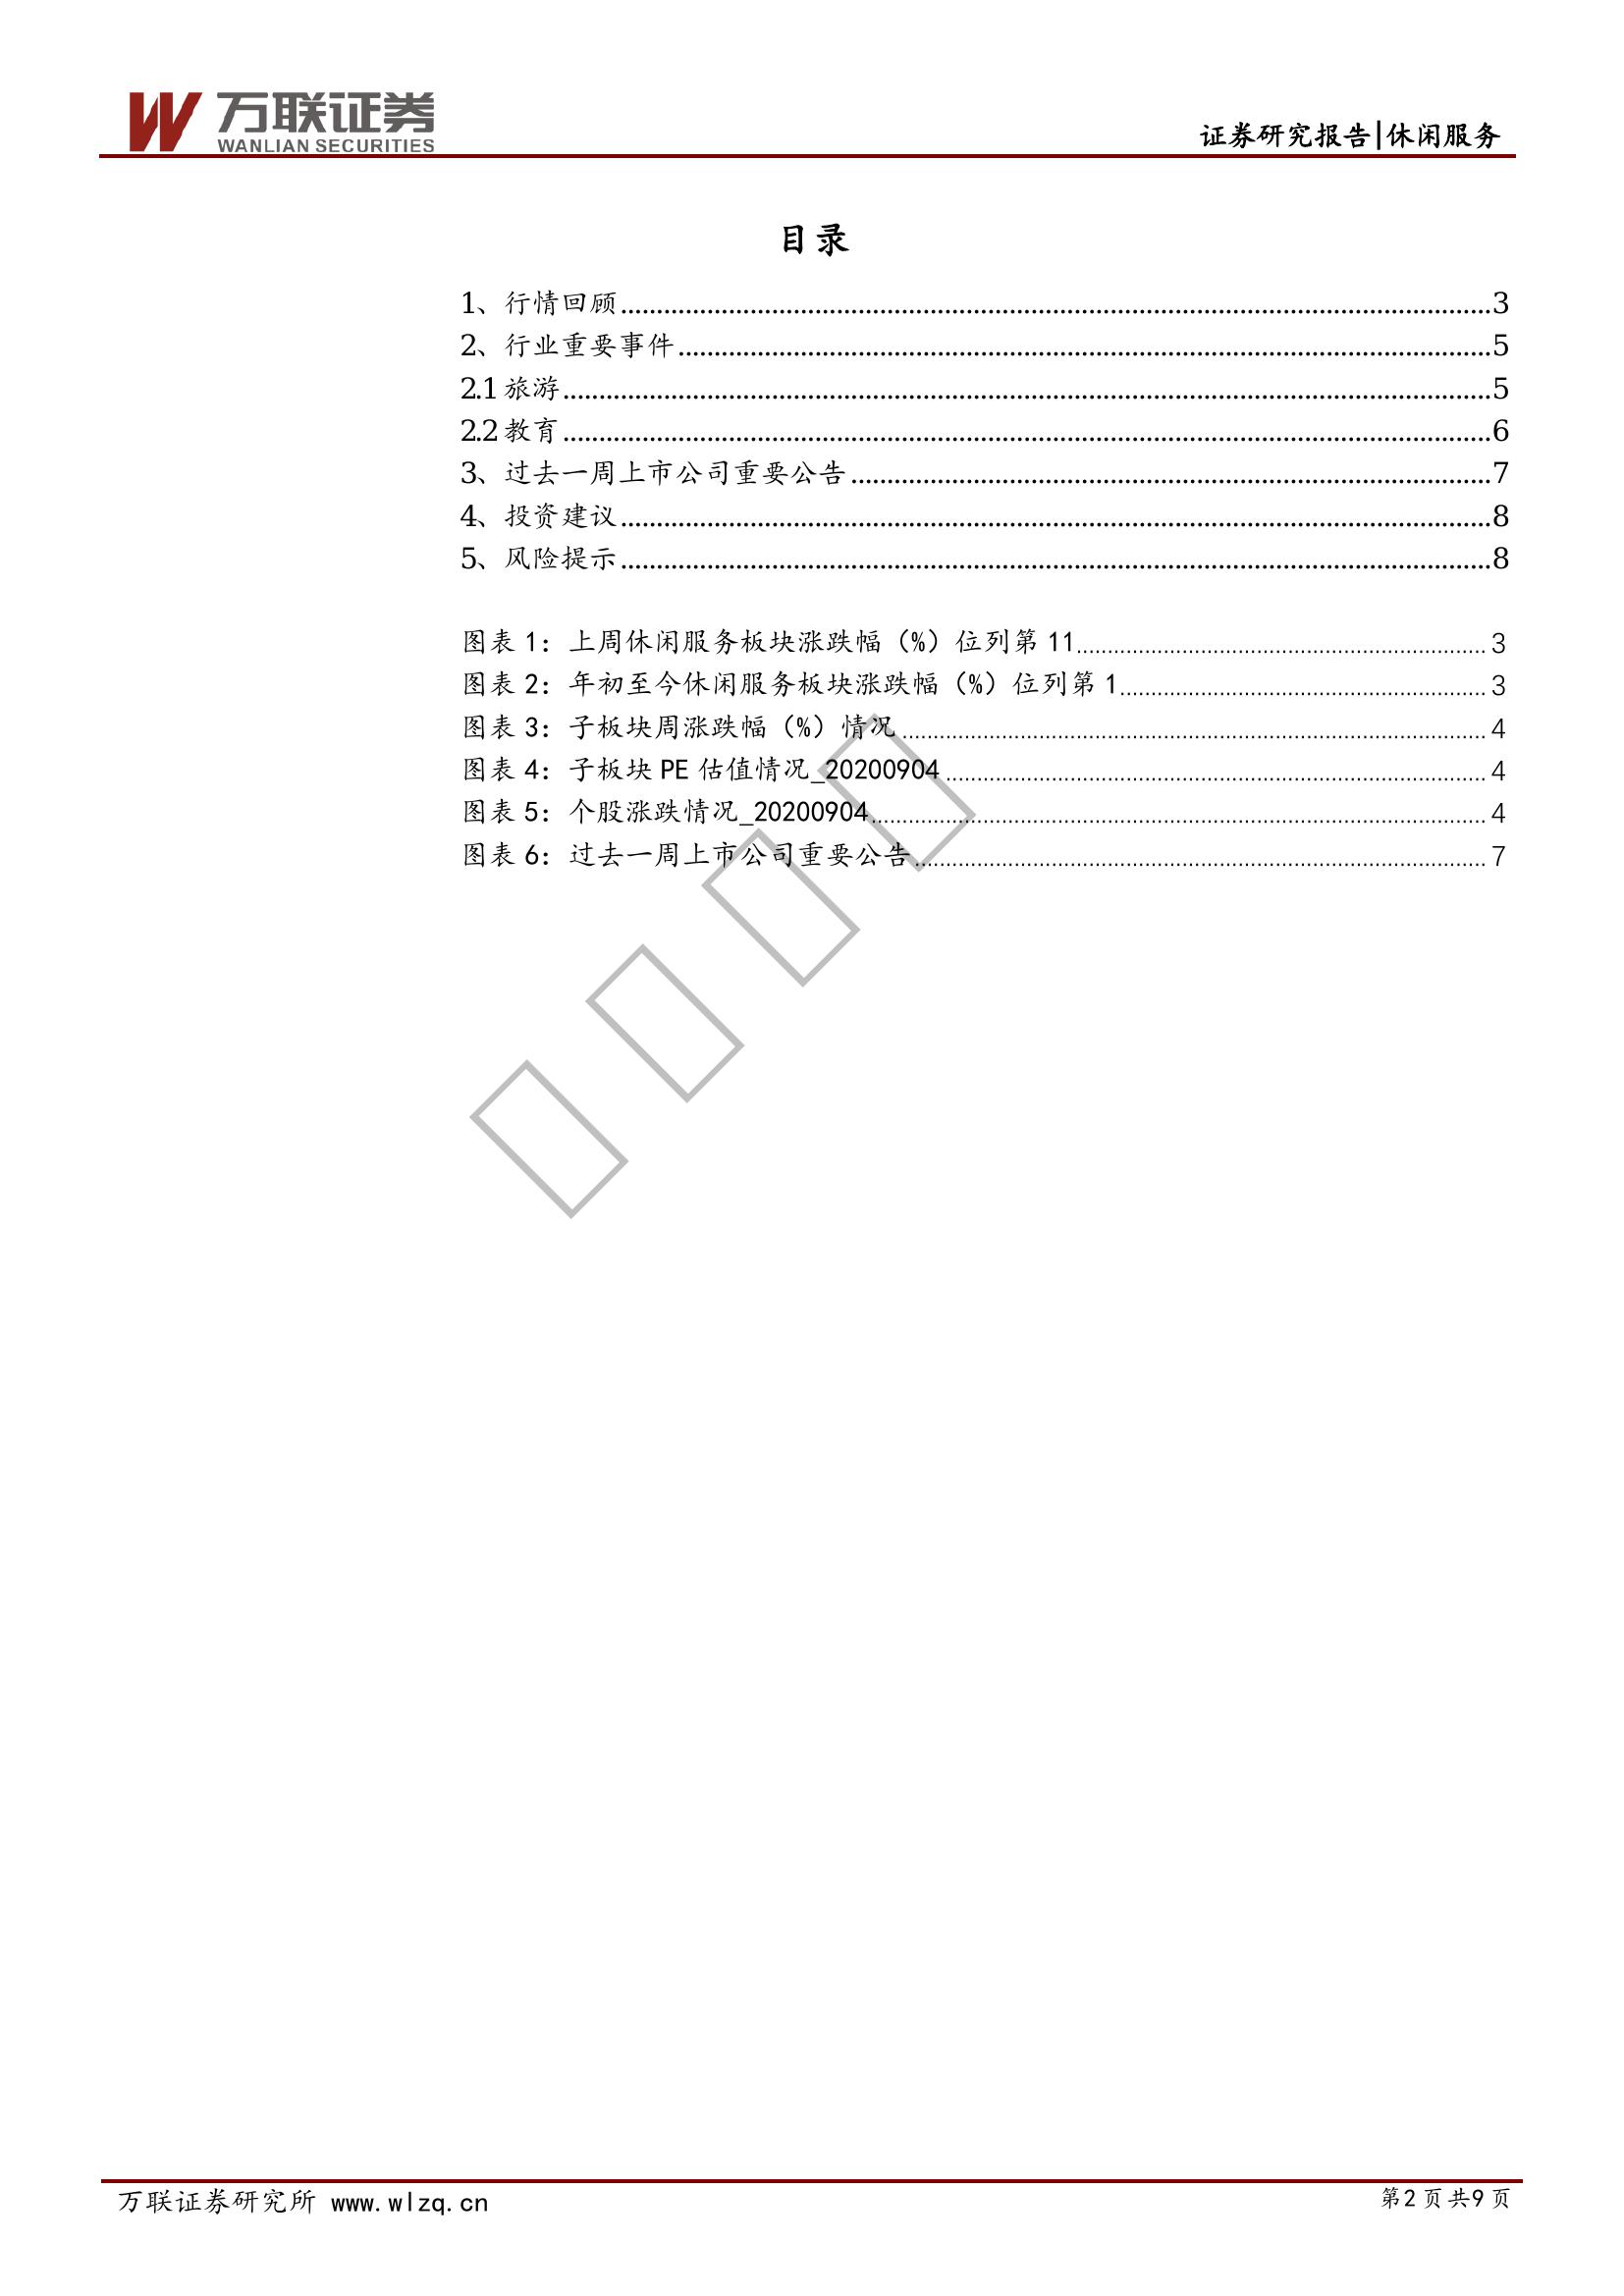 万联证券
WANLIAN SECURITIES
证券研究报告|休闲服务
目录
1、行情回顾................................................3
2、行业重要事件................................................5
2.1 旅游................................................5
2.2 教育................................................6
3、过去一周上市公司重要公告................................................7
4、投资建议................................................8
5、风险提示................................................8
图表 1：上周休闲服务板块涨跌幅（%）位列第 11................................................3
图表 2：年初至今休闲服务板块涨跌幅（%）位列第 1................................................3
图表 3：子板块周涨跌幅（%）情况................................................4
图表 4：子板块 PE 估值情况_20200904................................................4
图表 5：个股涨跌情况_20200904................................................4
图表 6：过去一周上市公司重要公告................................................7
万联证券研究所 www.wlzq.cn
第2页共9页